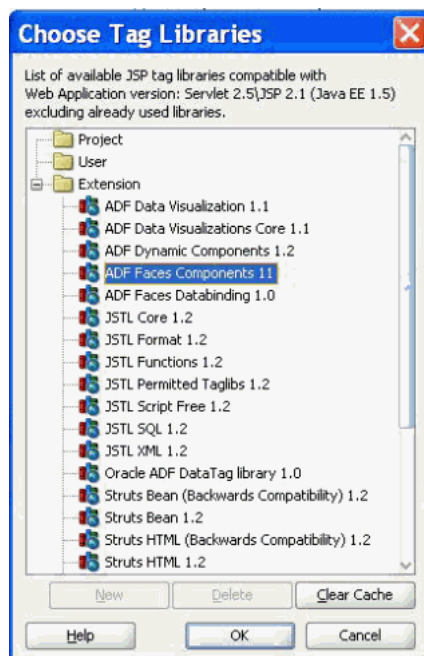 Choose Tag Libraries
List of available JSP tag libraries compatible with
Web Application version: Servlet 2.5\JSP 2.1 (Java EE 1.5)
excluding already used libraries.
Project
User
Extension
ADF Data Visualization 1.1
ADF Data Visualizations Core 1.1
ADF Dynamic Components 1.2
ADF Faces Components 11
ADF Faces Databinding 1.0
JSTL Core 1.2
JSTL Format 1.2
JSTL Functions 1.2
JSTL Permitted Taglibs 1.2
JSTL Script Free 1.2
JSTL SQL 1.2
JSTL XML 1.2
Oracle ADF DataTag library 1.0
Struts Bean (Backwards Compatibility) 1.2
Struts Bean 1.2
Struts HTML (Backwards Compatibility) 1.2
Struts HTML 1.2
New Delete Clear Cache
Help OK Cancel